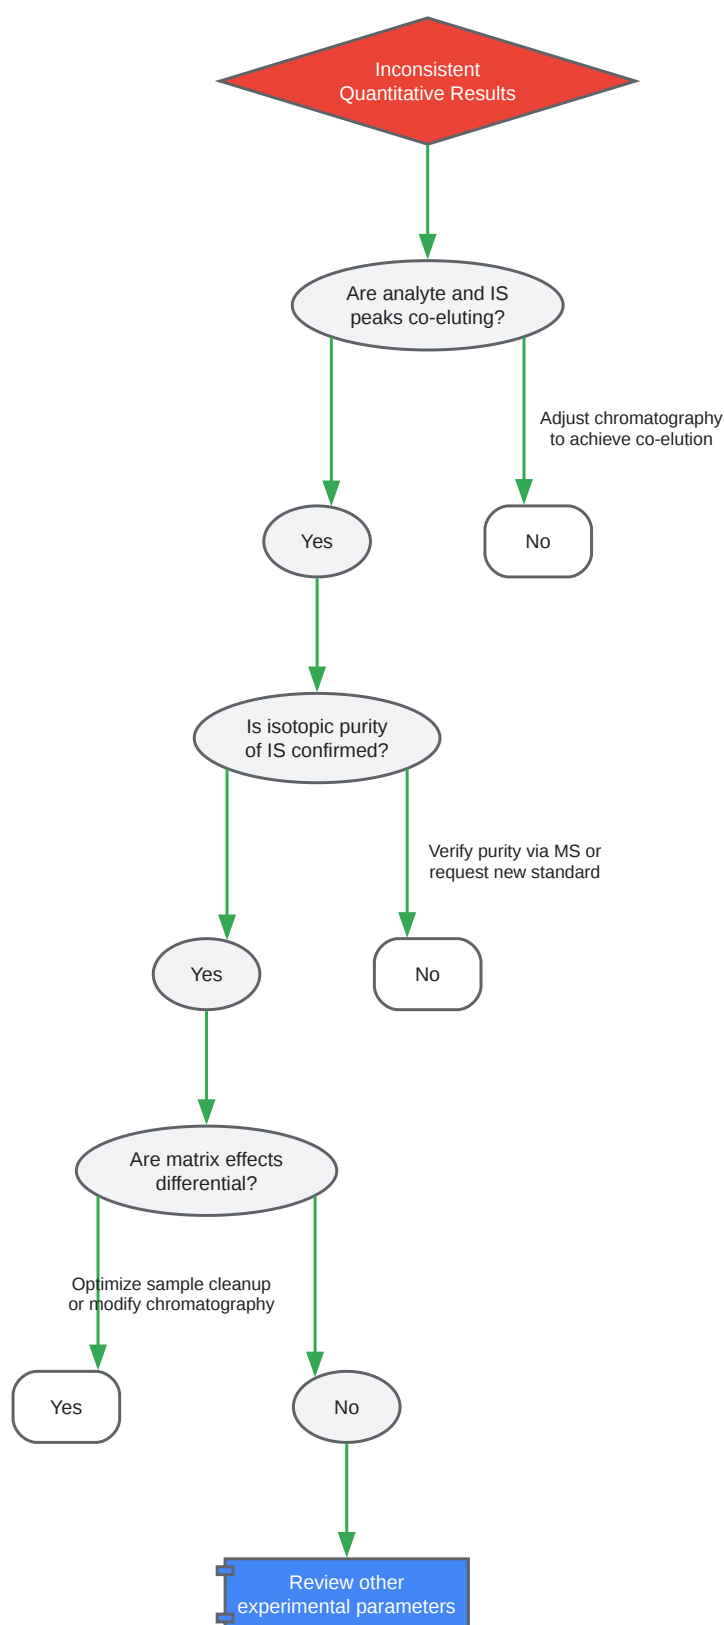 Inconsistent
Quantitative Results
Are analyte and IS
peaks co-eluting?
Adjust chromatography
to achieve co-elution
Yes
No
Is isotopic purity
of IS confirmed?
Verify purity via MS or
request new standard
Yes
No
Are matrix effects
differential?
Optimize sample cleanup
or modify chromatography
Yes
No
Review other
experimental parameters